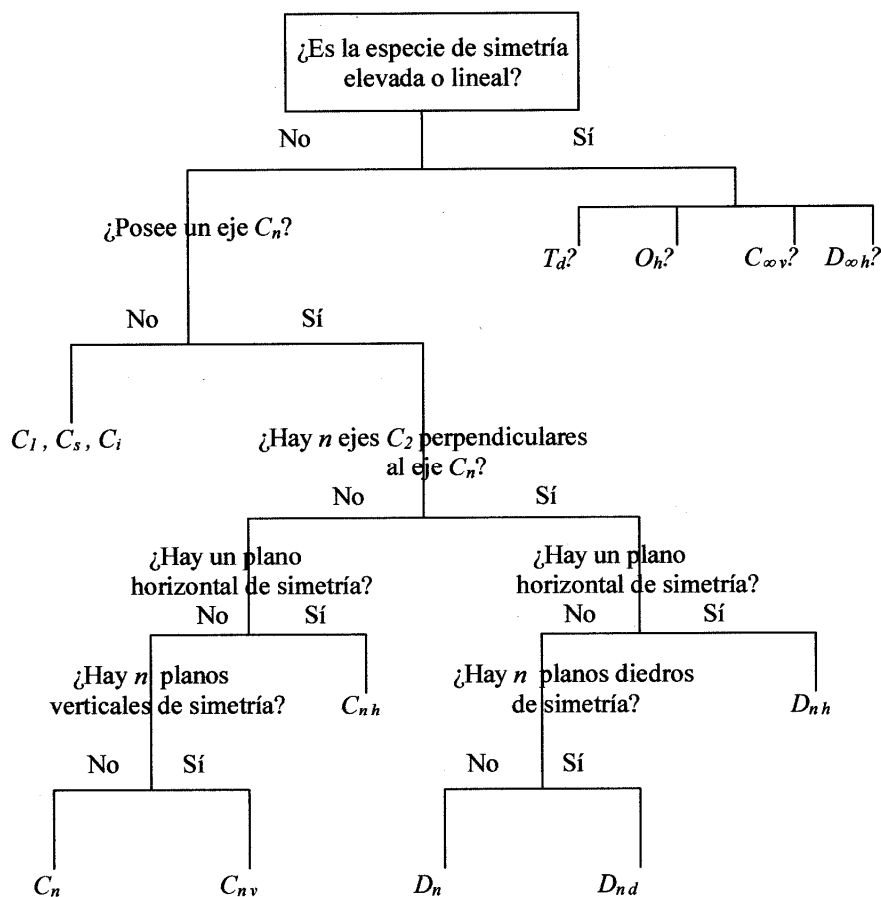 ¿Es la especie de simetría
elevada o lineal?
No
Sí
¿Posee un eje Cn?
Td?
Oh?
C∞v?
D∞h?
No
Sí
C1, Cs, Ci
¿Hay n ejes C2 perpendiculares
al eje Cn?
No
Sí
¿Hay un plano
horizontal de simetría?
¿Hay un plano
horizontal de simetría?
No
Sí
No
Sí
¿Hay n planos
verticales de simetría?
Cnh
¿Hay n planos diedros
de simetría?
Dnh
No
Sí
No
Sí
Cn
Cnv
Dn
Dnd